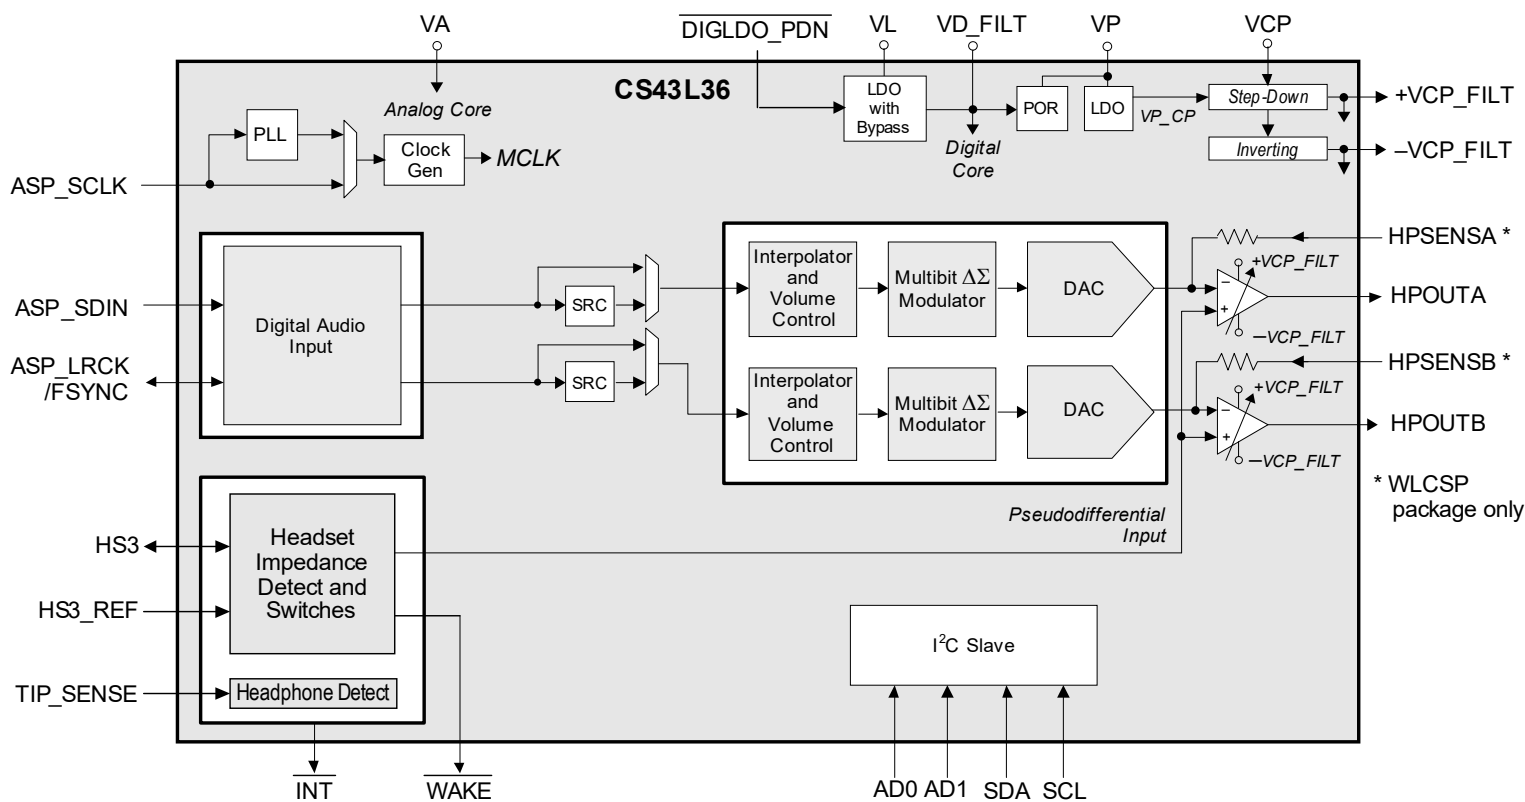 VA
DIGLDO_PDN
VL
VD_FILT
VP
VCP
CS43L36
Analog Core
LDO
with
Bypass
POR
LDO
VP_CP
Step-Down
+VCP_FILT
Inverting
–VCP_FILT
Digital
Core
PLL
Clock
Gen
MCLK
ASP_SCLK
HPSENSA *
ASP_SDIN
ASP_LRCK
/FSYNC
Digital Audio
Input
SRC
SRC
Interpolator
and
Volume
Control
Multibit ΔΣ
Modulator
DAC
+VCP_FILT
–VCP_FILT
HPOUTA
HPSENSB *
Interpolator
and
Volume
Control
Multibit ΔΣ
Modulator
DAC
+VCP_FILT
–VCP_FILT
HPOUTB
* WLCSP
package only
Pseudodifferential
Input
HS3
HS3_REF
Headset
Impedance
Detect and
Switches
TIP_SENSE
Headphone Detect
I²C Slave
INT
WAKE
AD0
AD1
SDA
SCL